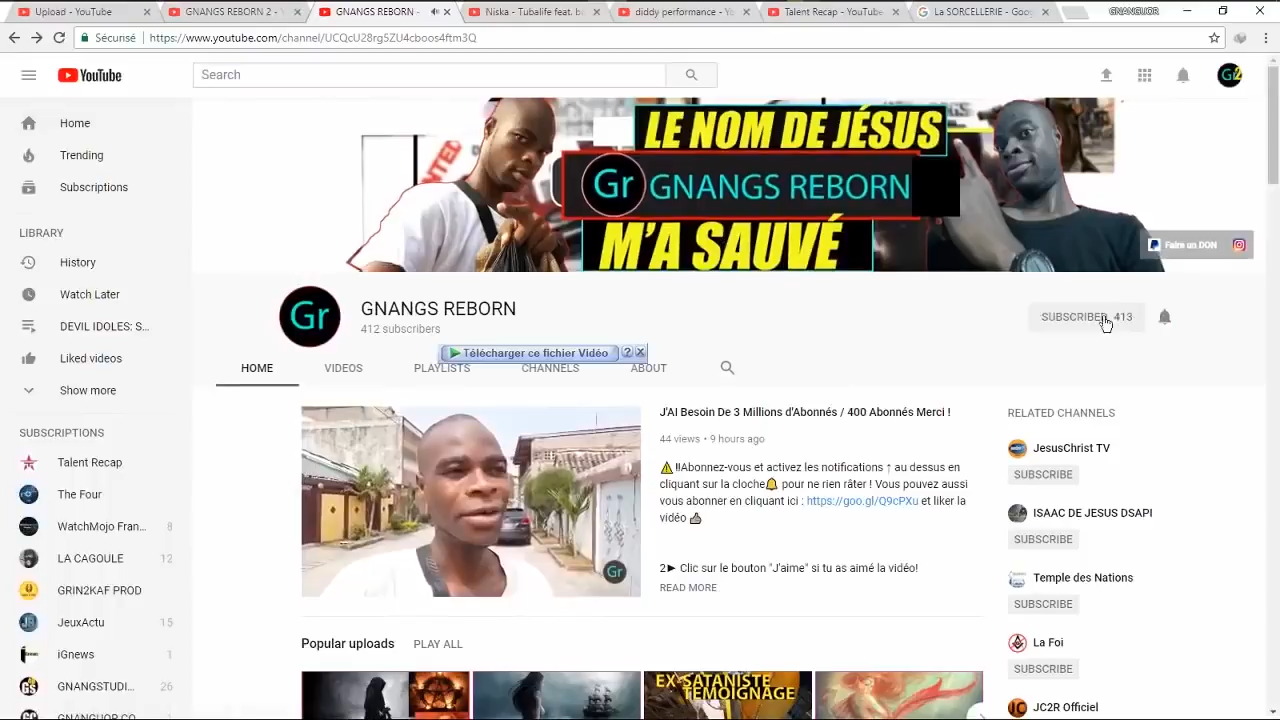 Upload - YouTube
GNANGS REBORN 2 -
GNANGS REBORN -
Niska - Tubalife feat. b
diddy performance - Yo
Talent Recap - YouTube
La SORCELLERIE - Goo
GNANGUOR
Sécurisé
https://www.youtube.com/channel/UCQcU28rg5ZU4cboos4ftm3Q
YouTube
Search
Gr2
Home
Trending
Subscriptions
LIBRARY
History
Watch Later
DEVIL IDOLES: S...
Liked videos
Show more
SUBSCRIPTIONS
Talent Recap
The Four
WatchMojo Fran... 8
LA CAGOULE 12
GRIN2KAF PROD
JeuxActu 15
iGnews 1
GNANGSTUDI... 26
GNANGUOR CO
LE NOM DE JÉSUS
Gr GNANGS REBORN
M'A SAUVÉ
Faire un DON
Gr
GNANGS REBORN
412 subscribers
SUBSCRIBED 413
Télécharger ce fichier Vidéo ?
HOME
VIDEOS
PLAYLISTS
CHANNELS
ABOUT
Gr
J'AI Besoin De 3 Millions d'Abonnés / 400 Abonnés Merci !
44 views • 9 hours ago
⚠️‼Abonnez-vous et activez les notifications ↑ au dessus en
cliquant sur la cloche🔔 pour ne rien râter ! Vous pouvez aussi
vous abonner en cliquant ici : https://goo.gl/Q9cPXu et liker la
vidéo 👍
2► Clic sur le bouton "J'aime" si tu as aimé la vidéo!
READ MORE
RELATED CHANNELS
JesusChrist TV
SUBSCRIBE
ISAAC DE JESUS DSAPI
SUBSCRIBE
Temple des Nations
SUBSCRIBE
La Foi
SUBSCRIBE
JC2R Officiel
Popular uploads
PLAY ALL
EX-SATANISTE
TÉMOIGNAGE